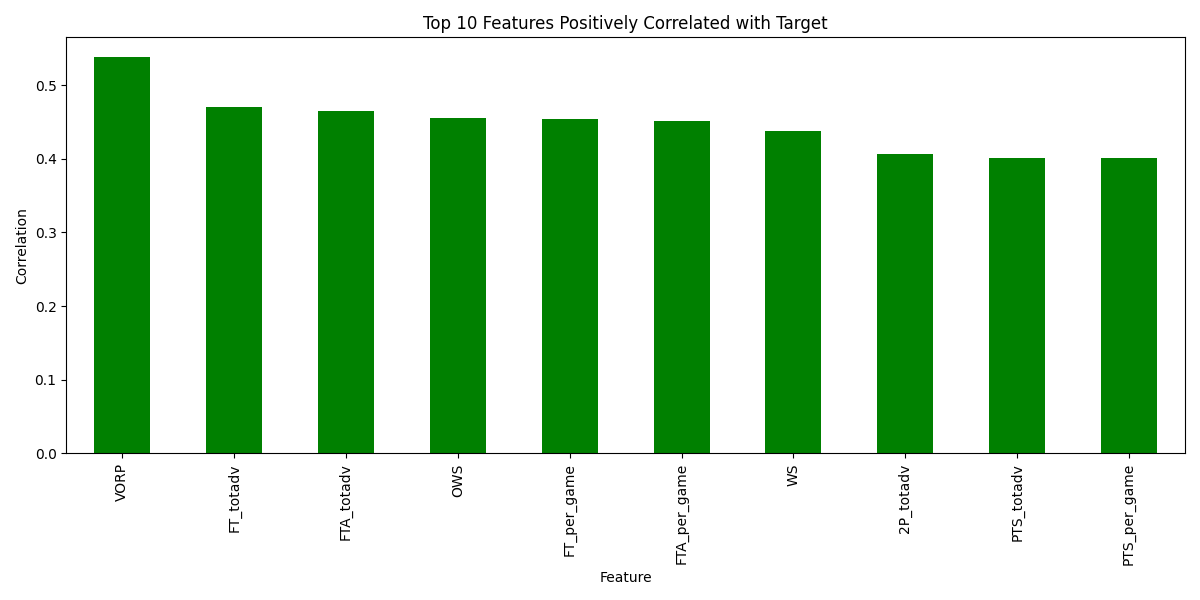 Top 10 Features Positively Correlated with Target
Correlation
0.5
0.4
0.3
0.2
0.1
0.0
VORP
FT_totadv
FTA_totadv
OWS
FT_per_game
FTA_per_game
WS
2P_totadv
PTS_totadv
PTS_per_game
Feature